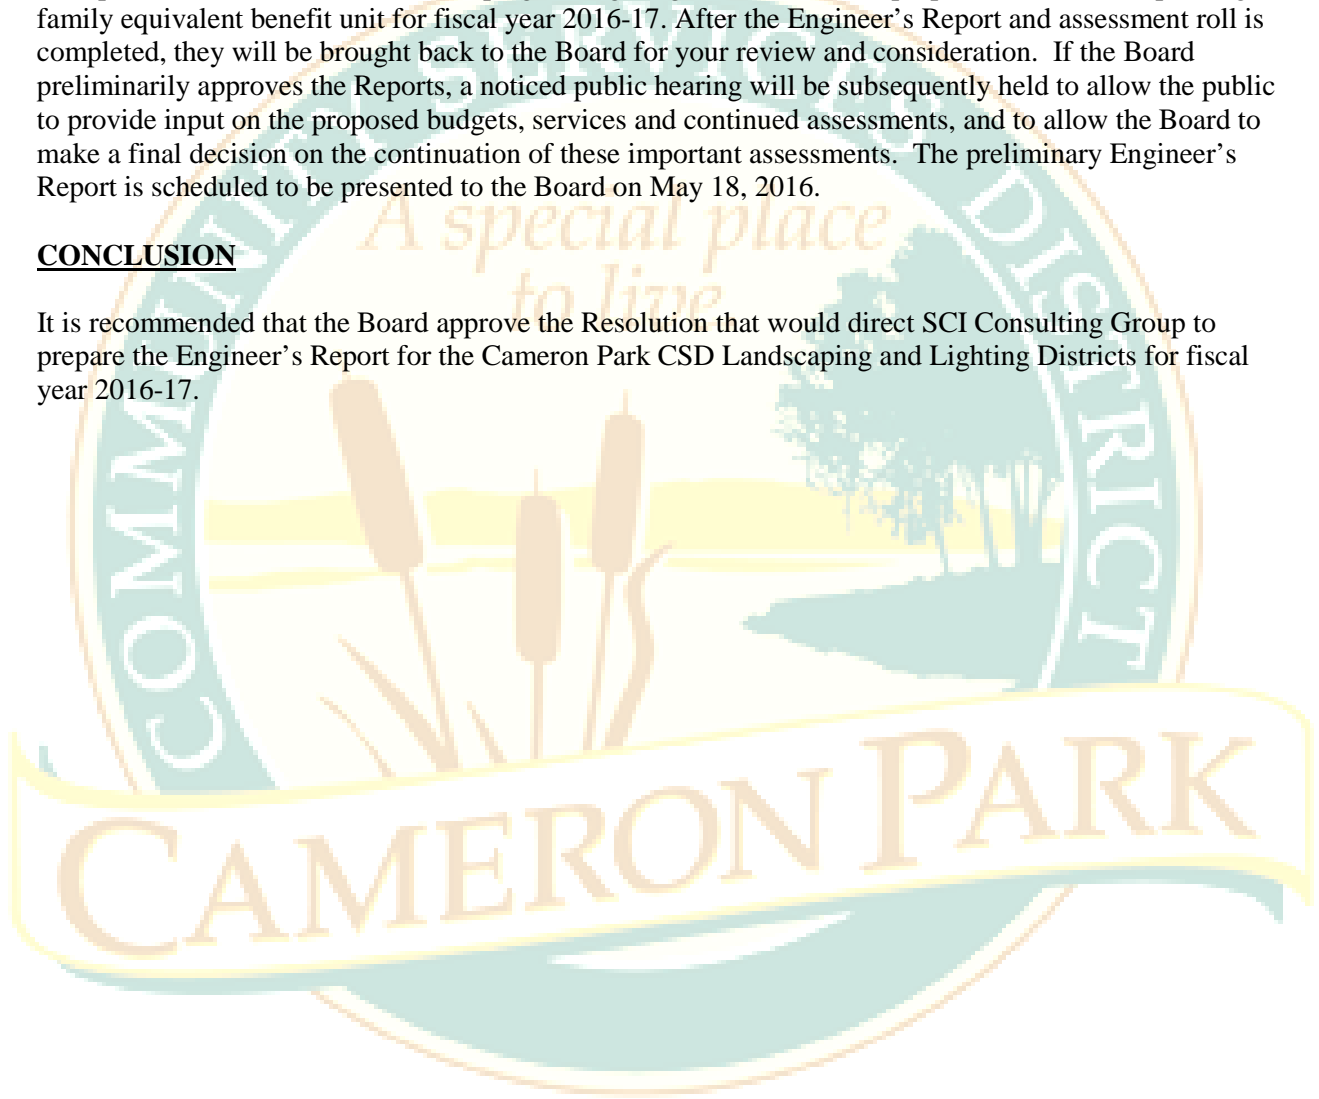 family equivalent benefit unit for fiscal year 2016-17. After the Engineer’s Report and assessment roll is
completed, they will be brought back to the Board for your review and consideration.  If the Board
preliminarily approves the Reports, a noticed public hearing will be subsequently held to allow the public
to provide input on the proposed budgets, services and continued assessments, and to allow the Board to
make a final decision on the continuation of these important assessments.  The preliminary Engineer’s
Report is scheduled to be presented to the Board on May 18, 2016.
CONCLUSION
It is recommended that the Board approve the Resolution that would direct SCI Consulting Group to
prepare the Engineer’s Report for the Cameron Park CSD Landscaping and Lighting Districts for fiscal
year 2016-17.
COMMUNITY SERVICES DISTRICT
A special place
to live
CAMERON PARK